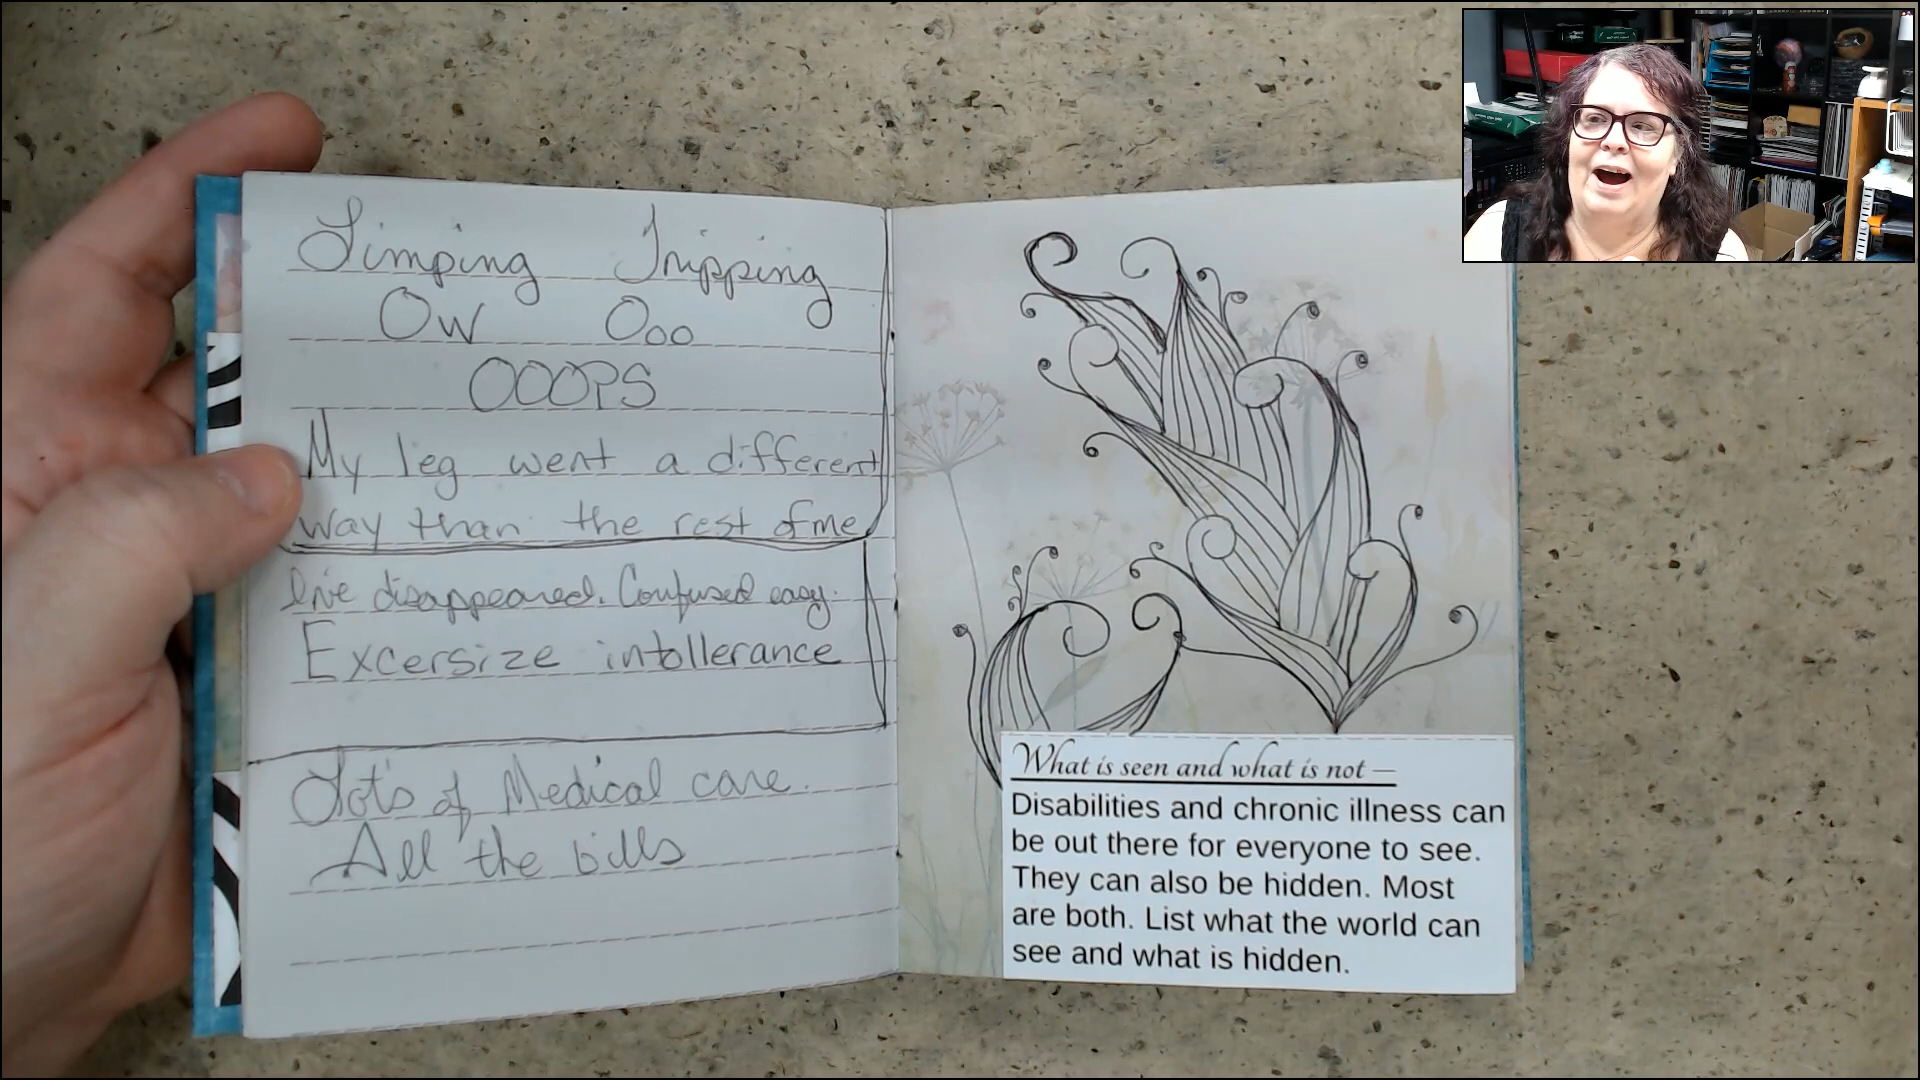 Limping Tripping
Ow Ooo
OOOPS
My leg went a different
way than the rest of me
I've disappeared. Confused easy.
Excersize intollerance
Lot's of Medical care.
All the bills
What is seen and what is not –
Disabilities and chronic illness can
be out there for everyone to see.
They can also be hidden. Most
are both. List what the world can
see and what is hidden.